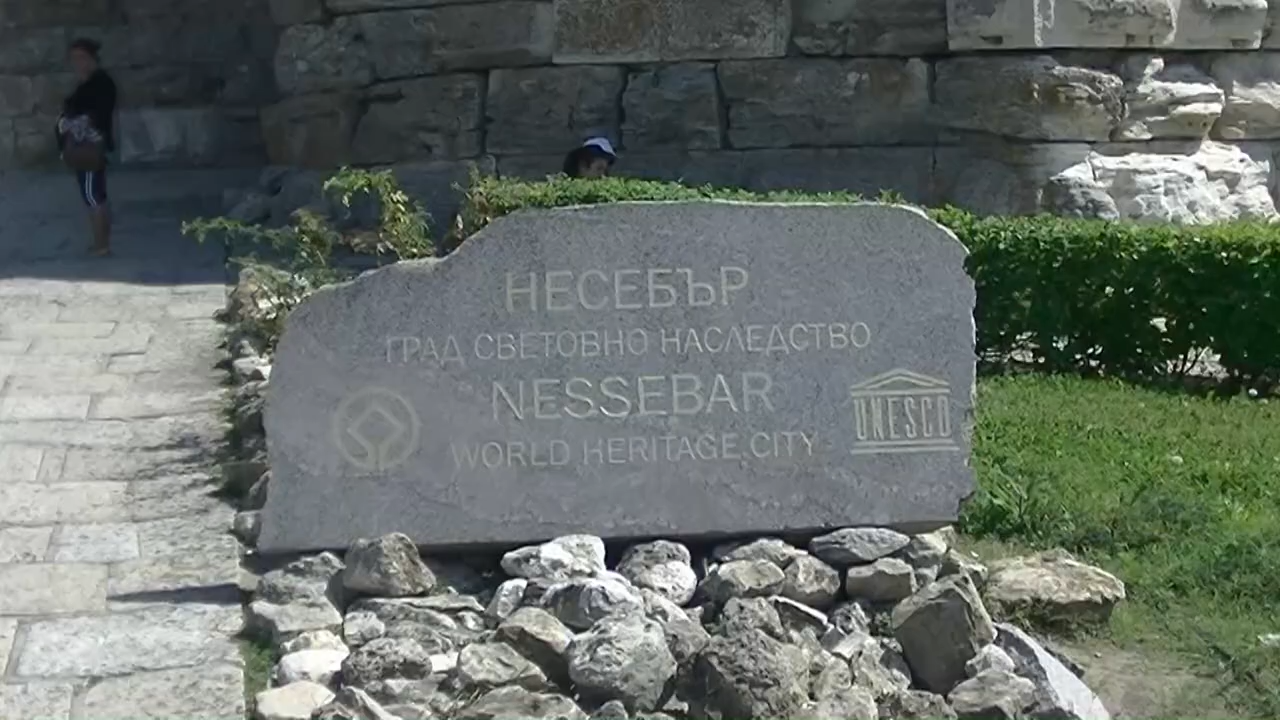 НЕСЕБЪР
ГРАД СВЕТОВНО НАСЛЕДСТВО
NESSEBAR
WORLD HERITAGE CITY
UNESCO